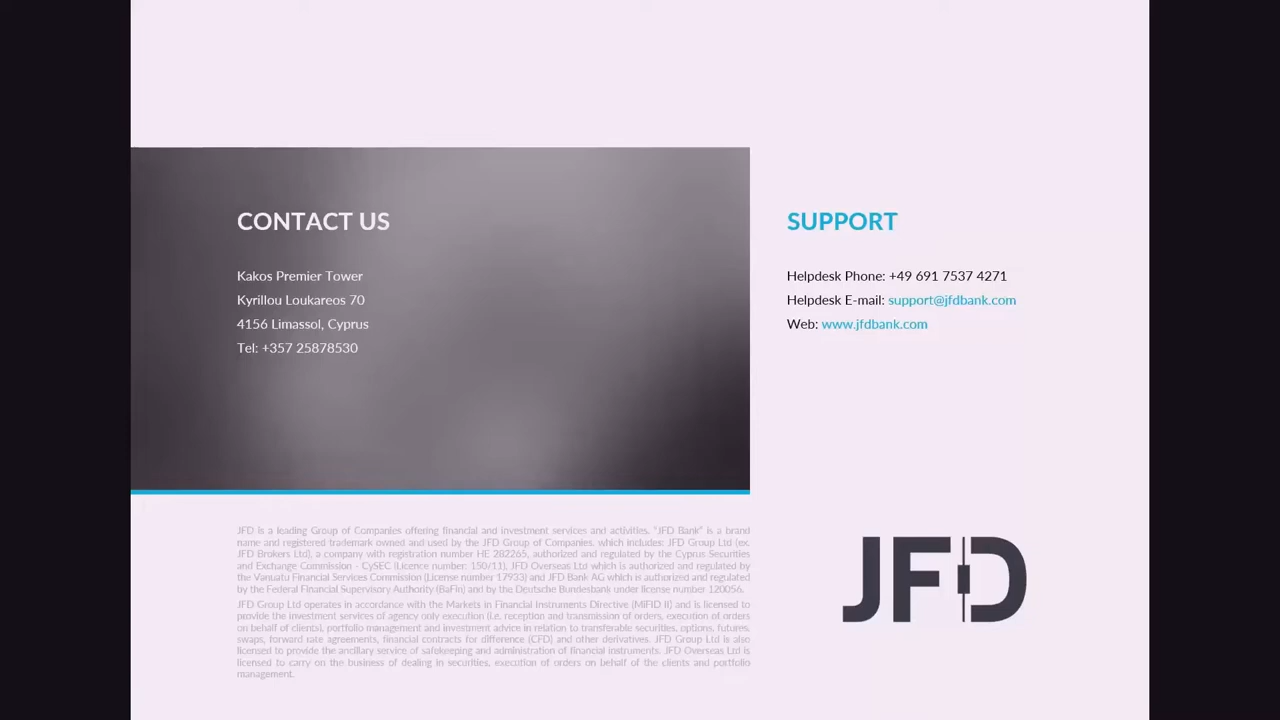 CONTACT US
Kakos Premier Tower
Kyrillou Loukareos 70
4156 Limassol, Cyprus
Tel: +357 25878530
SUPPORT
Helpdesk Phone: +49 691 7537 4271
Helpdesk E-mail: support@jfdbank.com
Web: www.jfdbank.com
JFD is a leading Group of Companies offering financial and investment services and activities. "JFD Bank" is a brand
name and registered trademark owned and used by the JFD Group of Companies, which includes: JFD Group Ltd (ex.
JFD Brokers Ltd), a company with registration number HE 282265, authorized and regulated by the Cyprus Securities
and Exchange Commission - CySEC (Licence number: 150/11), JFD Overseas Ltd which is authorized and regulated by
the Vanuatu Financial Services Commission (License number 17933) and JFD Bank AG which is authorized and regulated
by the Federal Financial Supervisory Authority (BaFin) and by the Deutsche Bundesbank under license number 120056.
JFD Group Ltd operates in accordance with the Markets in Financial Instruments Directive (MiFID II) and is licensed to
provide the investment services of agency only execution (i.e. reception and transmission of orders, execution of orders
on behalf of clients), portfolio management and investment advice in relation to transferable securities, options, futures,
swaps, forward rate agreements, financial contracts for difference (CFD) and other derivatives. JFD Group Ltd is also
licensed to provide the ancillary service of safekeeping and administration of financial instruments. JFD Overseas Ltd is
licensed to carry on the business of dealing in securities, execution of orders on behalf of the clients and portfolio
management.
JFD